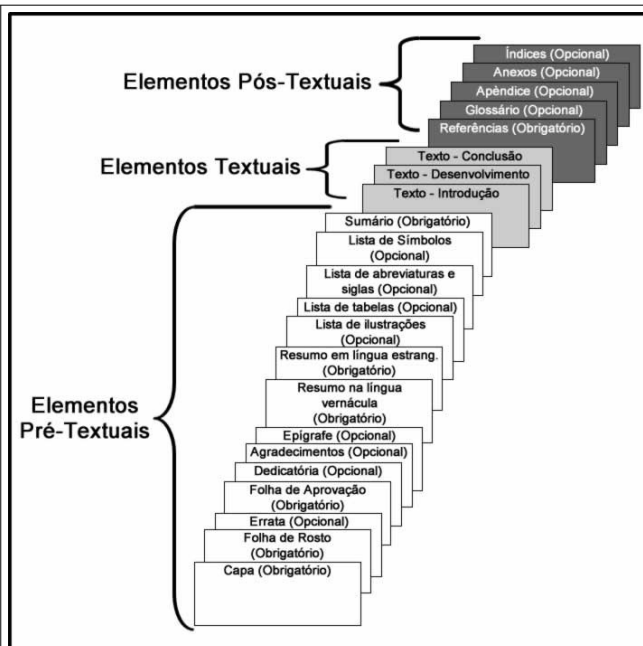 Índices (Opcional)
Anexos (Opcional)
Apèndice (Opcional)
Glossário (Opcional)
Referências (Obrigatório)
Elementos Pós-Textuais
Texto - Conclusão
Texto - Desenvolvimento
Texto - Introdução
Elementos Textuais
Sumário (Obrigatório)
Lista de Símbolos
(Opcional)
Lista de abreviaturas e
siglas (Opcional)
Lista de tabelas (Opcional)
Lista de ilustrações
(Opcional)
Resumo em língua estrang.
(Obrigatório)
Resumo na língua
vernácula
(Obrigatório)
Epígrafe (Opcional)
Agradecimentos (Opcional)
Dedicatória (Opcional)
Folha de Aprovação
(Obrigatório)
Errata (Opcional)
Folha de Rosto
(Obrigatório)
Capa (Obrigatório)
Elementos
Pré-Textuais